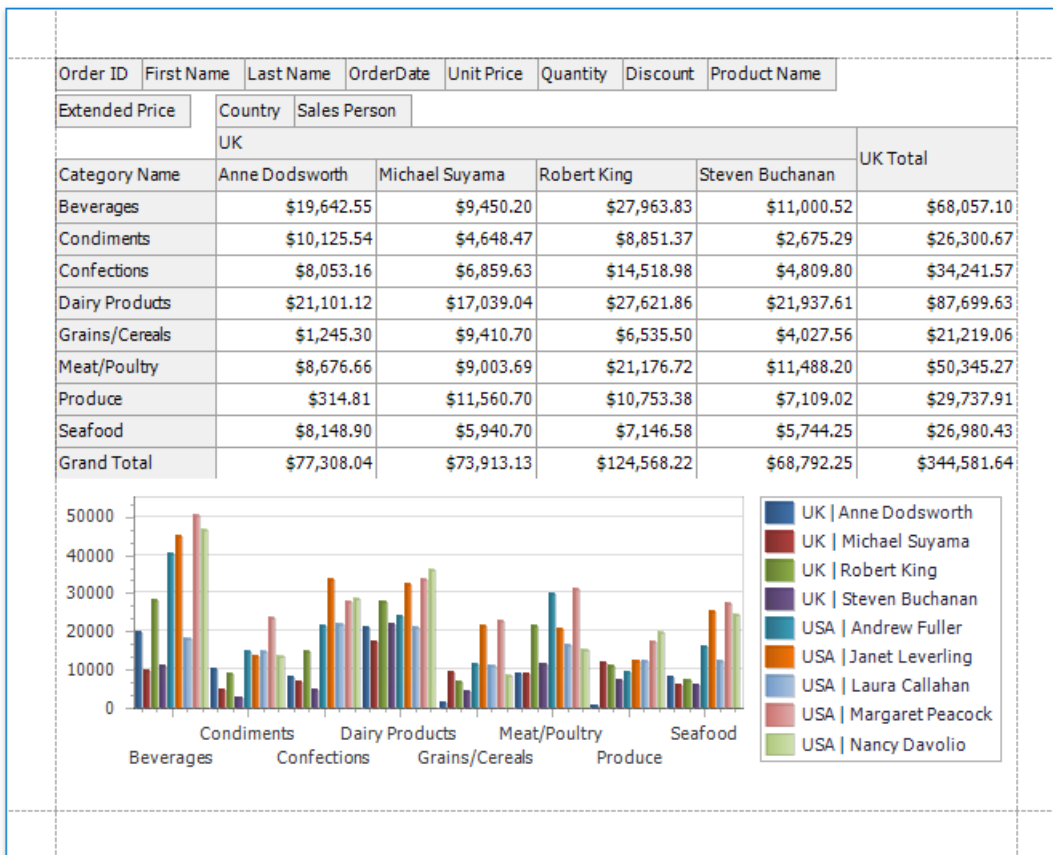 Order ID First Name Last Name OrderDate Unit Price Quantity Discount Product Name
Extended Price Country Sales Person
UK UK Total
Category Name Anne Dodsworth Michael Suyama Robert King Steven Buchanan
Beverages $19,642.55 $9,450.20 $27,963.83 $11,000.52 $68,057.10
Condiments $10,125.54 $4,648.47 $8,851.37 $2,675.29 $26,300.67
Confections $8,053.16 $6,859.63 $14,518.98 $4,809.80 $34,241.57
Dairy Products $21,101.12 $17,039.04 $27,621.86 $21,937.61 $87,699.63
Grains/Cereals $1,245.30 $9,410.70 $6,535.50 $4,027.56 $21,219.06
Meat/Poultry $8,676.66 $9,003.69 $21,176.72 $11,488.20 $50,345.27
Produce $314.81 $11,560.70 $10,753.38 $7,109.02 $29,737.91
Seafood $8,148.90 $5,940.70 $7,146.58 $5,744.25 $26,980.43
Grand Total $77,308.04 $73,913.13 $124,568.22 $68,792.25 $344,581.64
50000
40000
30000
20000
10000
0
Condiments Dairy Products Meat/Poultry Seafood
Beverages Confections Grains/Cereals Produce
UK | Anne Dodsworth
UK | Michael Suyama
UK | Robert King
UK | Steven Buchanan
USA | Andrew Fuller
USA | Janet Leverling
USA | Laura Callahan
USA | Margaret Peacock
USA | Nancy Davolio